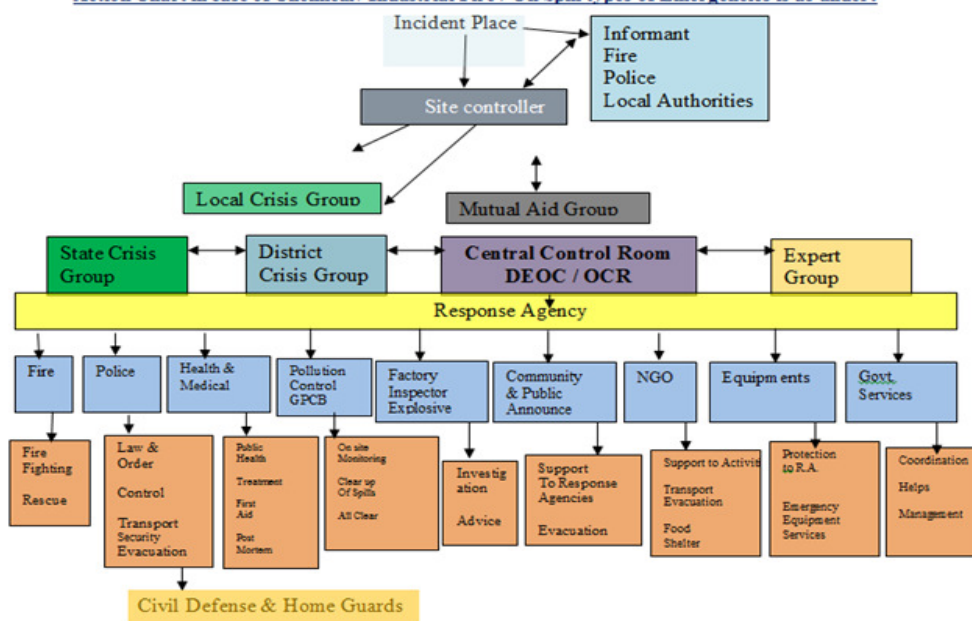 Incident Place
Informant
Fire
Police
Local Authorities
Site controller
Local Crisis Group
Mutual Aid Group
State Crisis
Group
District
Crisis Group
Central Control Room
DEOC / OCR
Expert
Group
Response Agency
Fire
Police
Health &
Medical
Pollution
Control
GPCB
Factory
Inspector
Explosive
Community
& Public
Announce
NGO
Equipments
Govt.
Services
Fire
Fighting
Rescue
Law &
Order
Control
Transport
Security
Evacuation
Public
Health
Treatment
First
Aid
Post
Mortem
On site
Monitoring
Clear up
Of Spills
All Clear
Investig
ation
Advice
Support
To Response
Agencies
Evacuation
Support to Activiti
Transport
Evacuation
Food
Shelter
Protection
to R.A.
Emergency
Equipment
Services
Coordination
Helps
Management
Civil Defense & Home Guards